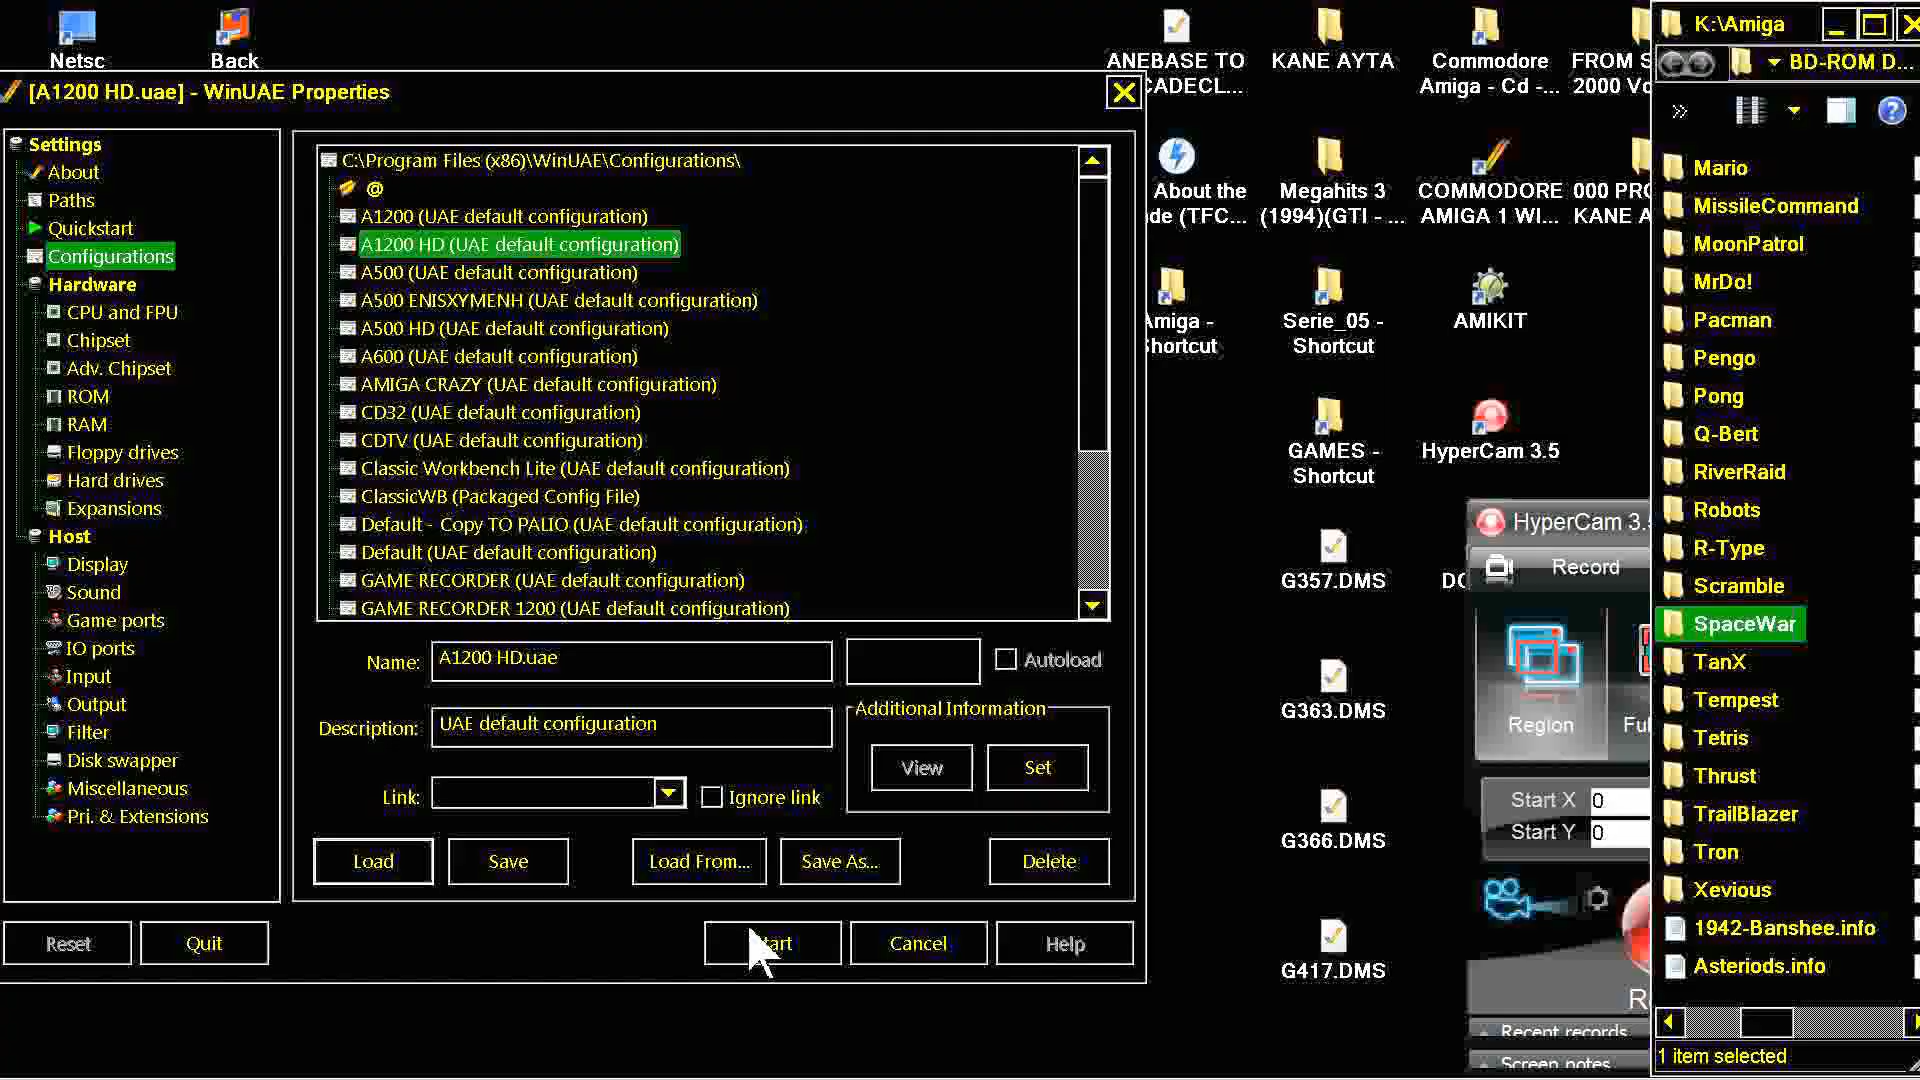 Netsc
Back
[A1200 HD.uae] - WinUAE Properties
Settings
About
Paths
Quickstart
Configurations
Hardware
CPU and FPU
Chipset
Adv. Chipset
ROM
RAM
Floppy drives
Hard drives
Expansions
Host
Display
Sound
Game ports
IO ports
Input
Output
Filter
Disk swapper
Miscellaneous
Pri. & Extensions
C:\Program Files (x86)\WinUAE\Configurations\
@
A1200 (UAE default configuration)
A1200 HD (UAE default configuration)
A500 (UAE default configuration)
A500 ENISXYMENH (UAE default configuration)
A500 HD (UAE default configuration)
A600 (UAE default configuration)
AMIGA CRAZY (UAE default configuration)
CD32 (UAE default configuration)
CDTV (UAE default configuration)
Classic Workbench Lite (UAE default configuration)
ClassicWB (Packaged Config File)
Default - Copy TO PALIO (UAE default configuration)
Default (UAE default configuration)
GAME RECORDER (UAE default configuration)
GAME RECORDER 1200 (UAE default configuration)
Name: A1200 HD.uae
Autoload
Description: UAE default configuration
Additional Information
View Set
Link:
Ignore link
Load Save Load From... Save As... Delete
Reset Quit Cancel Help
ANEBASE TO
CADECL...
KANE AYTA
Commodore
Amiga - Cd -...
FROM S
2000 Vo
About the
de (TFC...
Megahits 3
(1994)(GTI - ...
COMMODORE
AMIGA 1 WI...
000 PRO
KANE A
Amiga -
Shortcut
Serie_05 -
Shortcut
AMIKIT
GAMES -
Shortcut
HyperCam 3.5
G357.DMS
G363.DMS
G366.DMS
G417.DMS
HyperCam 3.
Record
Region
Ful
Start X 0
Start Y 0
Recent records
Screen notes
K:\Amiga
BD-ROM D...
Mario
MissileCommand
MoonPatrol
MrDo!
Pacman
Pengo
Pong
Q-Bert
RiverRaid
Robots
R-Type
Scramble
SpaceWar
TanX
Tempest
Tetris
Thrust
TrailBlazer
Tron
Xevious
1942-Banshee.info
Asteriods.info
1 item selected